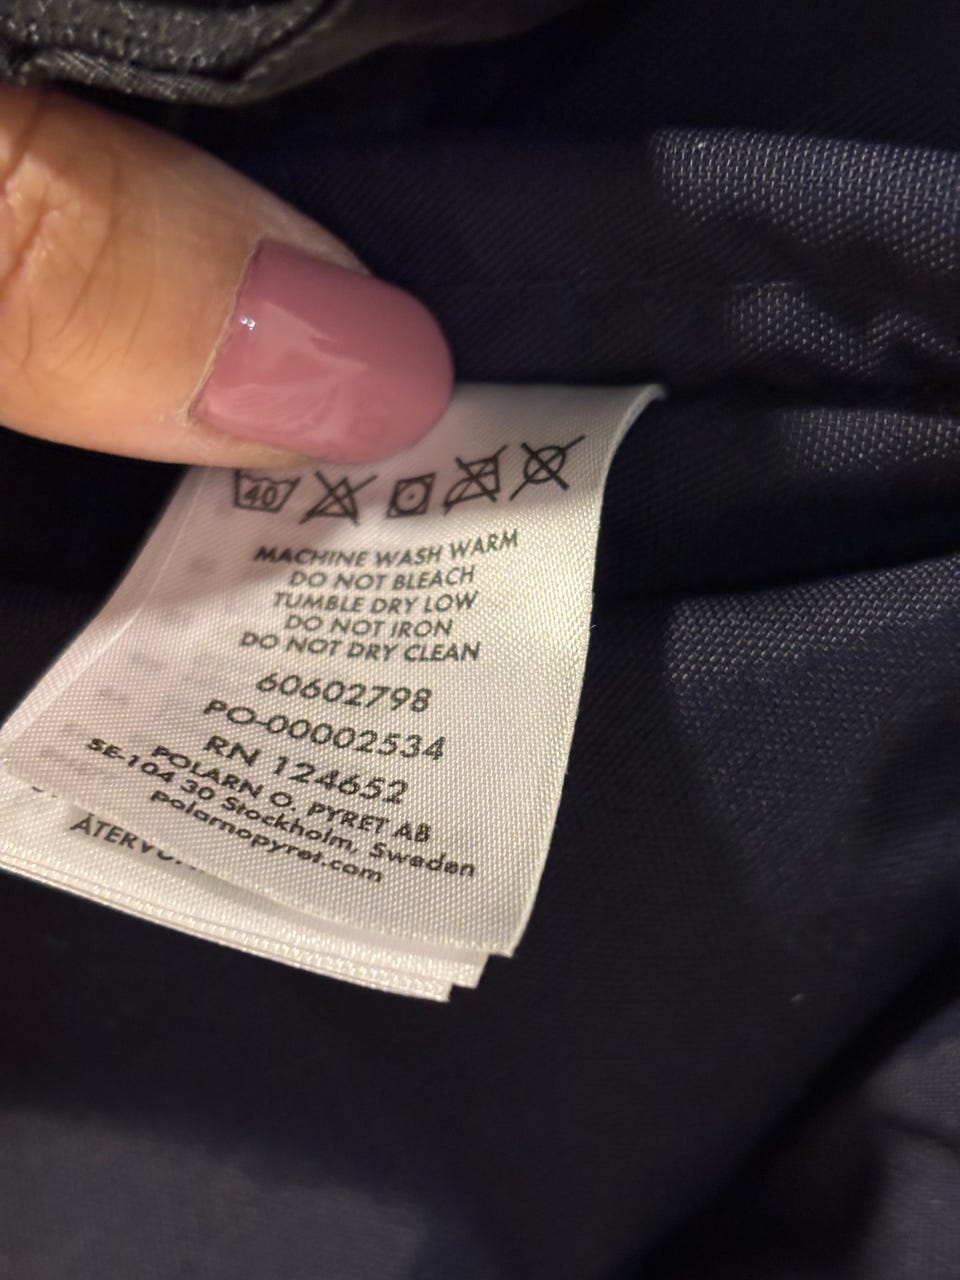 40
MACHINE WASH WARM
DO NOT BLEACH
TUMBLE DRY LOW
DO NOT IRON
DO NOT DRY CLEAN
60602798
PO-00002534
RN 124652
POLARN O. PYRET AB
SE-104 30 Stockholm, Sweden
polarnopyret.com